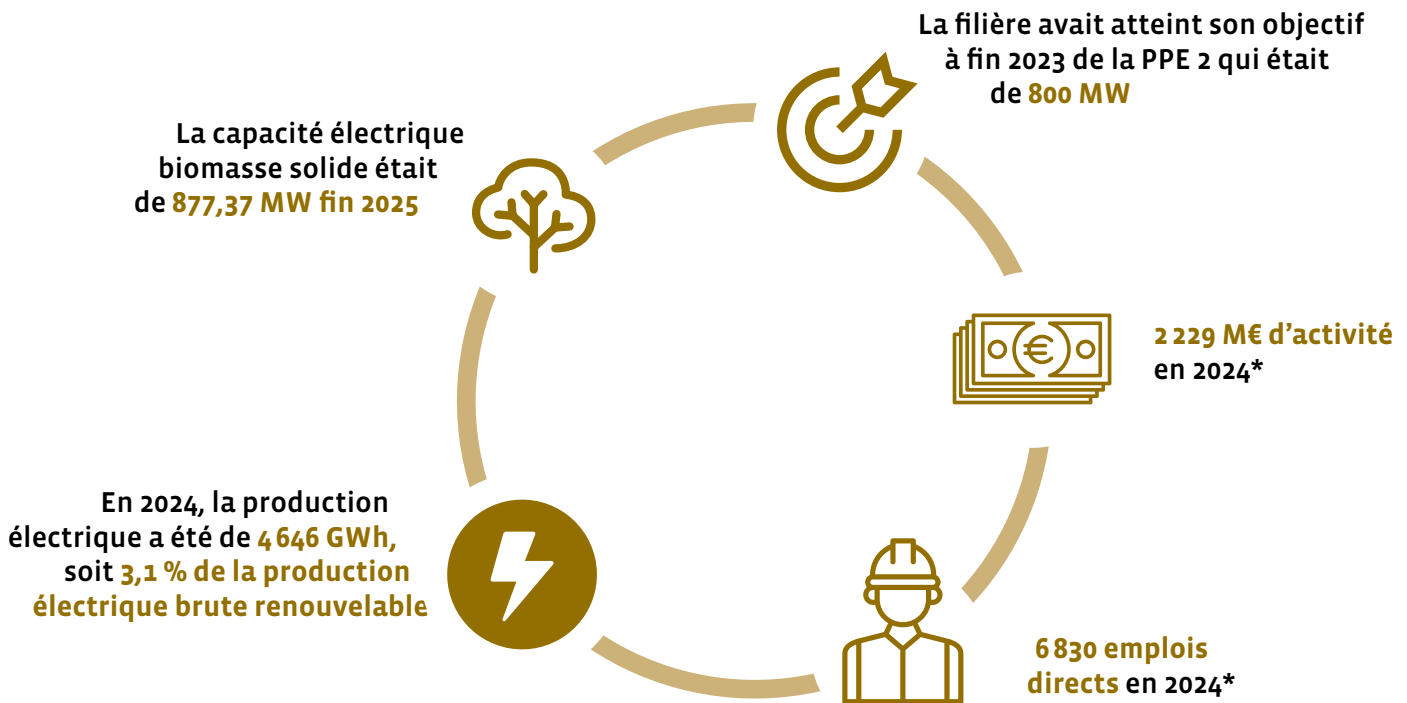 La filière avait atteint son objectif
à fin 2023 de la PPE 2 qui était
de 800 MW
La capacité électrique
biomasse solide était
de 877,37 MW fin 2025
2 229 M€ d’activité
en 2024*
En 2024, la production
électrique a été de 4 646 GWh,
soit 3,1 % de la production
électrique brute renouvelable
6 830 emplois
directs en 2024*